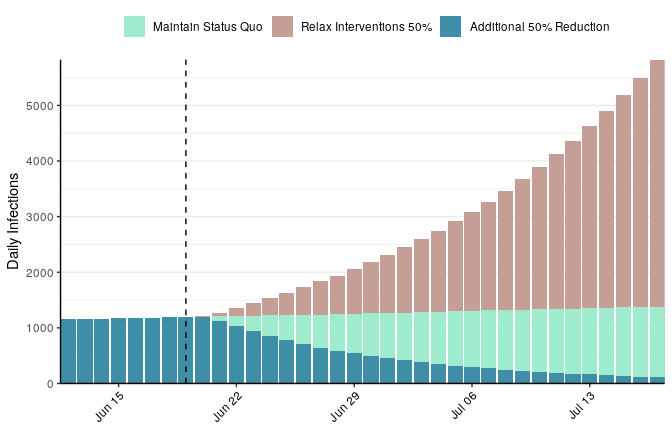 Maintain Status Quo Relax Interventions 50% Additional 50% Reduction
Daily Infections
5000
4000
3000
2000
1000
0
Jun 15 Jun 22 Jun 29 Jul 06 Jul 13